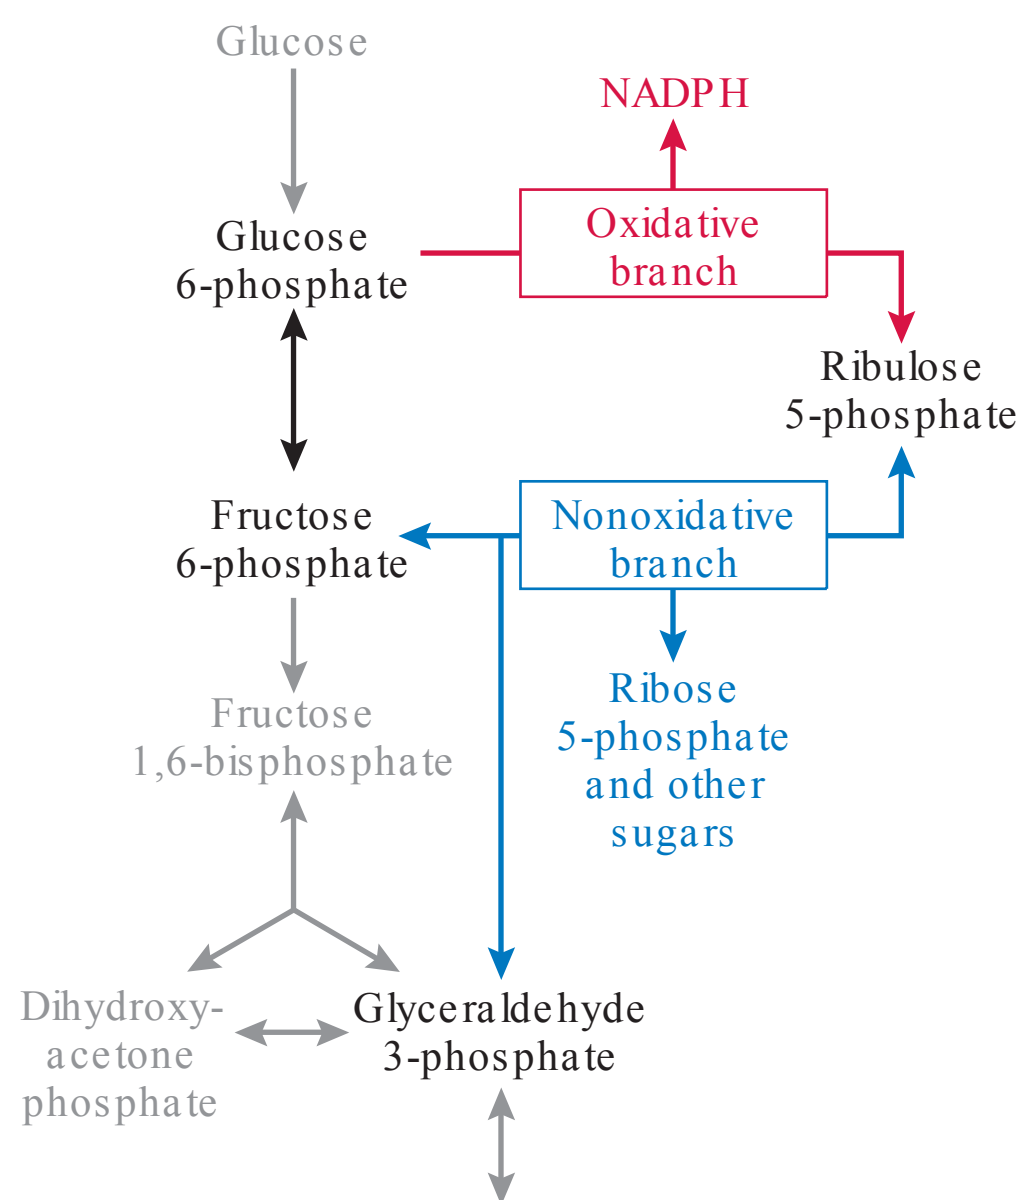 Glucose
NADPH
Glucose
6-phosphate
Oxidative
branch
Ribulose
5-phosphate
Fructose
6-phosphate
Nonoxidative
branch
Fructose
1,6-bisphosphate
Ribose
5-phosphate
and other
sugars
Dihydroxy-
acetone
phosphate
Glyceraldehyde
3-phosphate